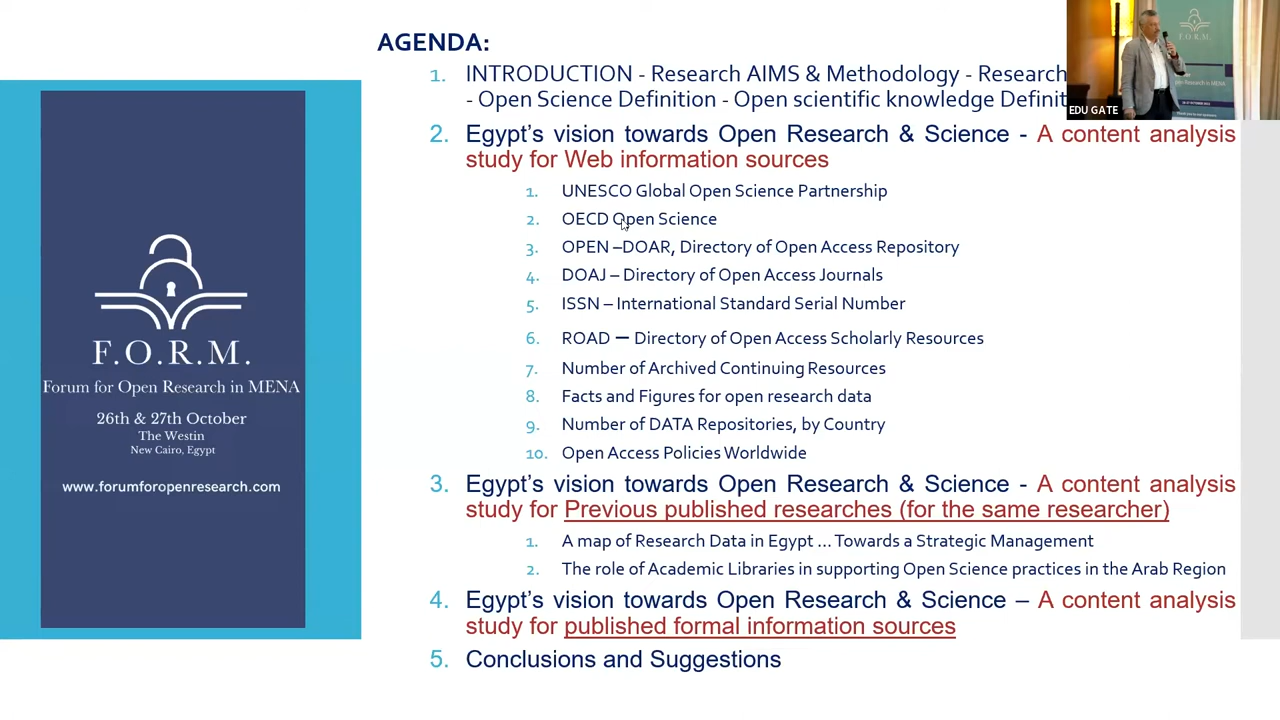 AGENDA:
1. INTRODUCTION - Research AIMS & Methodology - Research
- Open Science Definition - Open scientific knowledge Definit
2. Egypt's vision towards Open Research & Science - A content analysis
study for Web information sources
1. UNESCO Global Open Science Partnership
2. OECD Open Science
3. OPEN –DOAR, Directory of Open Access Repository
4. DOAJ – Directory of Open Access Journals
5. ISSN – International Standard Serial Number
6. ROAD – Directory of Open Access Scholarly Resources
7. Number of Archived Continuing Resources
8. Facts and Figures for open research data
9. Number of DATA Repositories, by Country
10. Open Access Policies Worldwide
3. Egypt's vision towards Open Research & Science - A content analysis
study for Previous published researches (for the same researcher)
1. A map of Research Data in Egypt ... Towards a Strategic Management
2. The role of Academic Libraries in supporting Open Science practices in the Arab Region
4. Egypt's vision towards Open Research & Science – A content analysis
study for published formal information sources
5. Conclusions and Suggestions
F.O.R.M.
Forum for Open Research in MENA
26th & 27th October
The Westin
New Cairo, Egypt
www.forumforopenresearch.com
EDU GATE
F.O.R.M.
Research in MENA